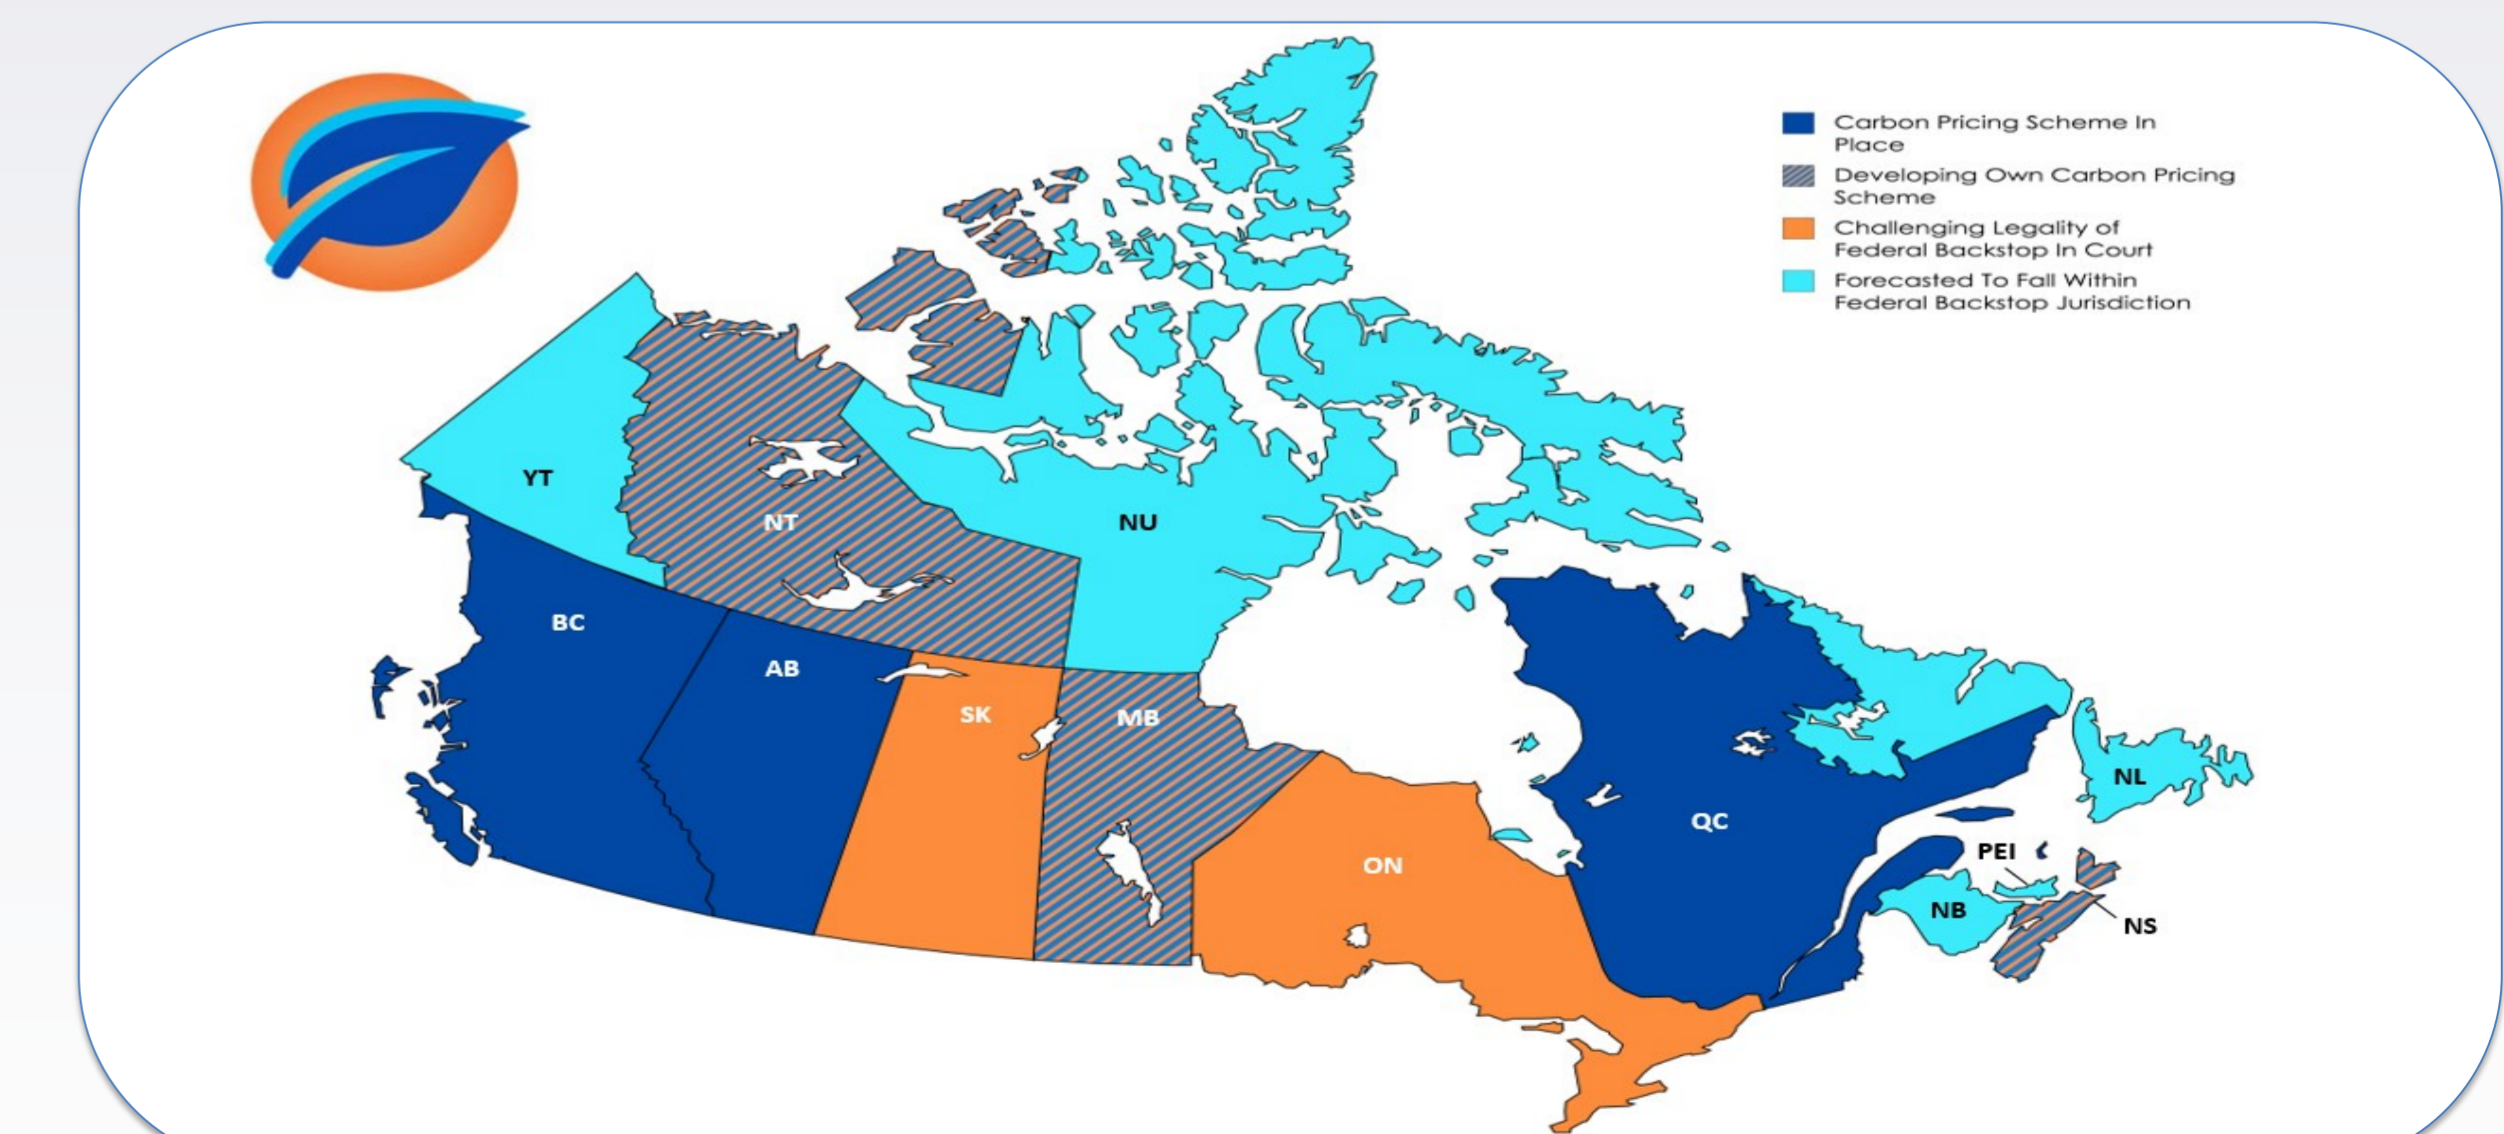 Carbon Pricing Scheme In
Place
Developing Own Carbon Pricing
Scheme
Challenging Legality of
Federal Backstop In Court
Forecasted To Fall Within
Federal Backstop Jurisdiction
YT
NT
NU
BC
AB
SK
MB
ON
QC
NL
PEI
NB
NS